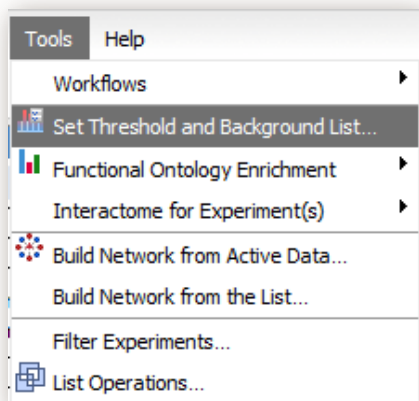 Tools Help
Workflows
Set Threshold and Background List...
Functional Ontology Enrichment
Interactome for Experiment(s)
Build Network from Active Data...
Build Network from the List...
Filter Experiments...
List Operations...